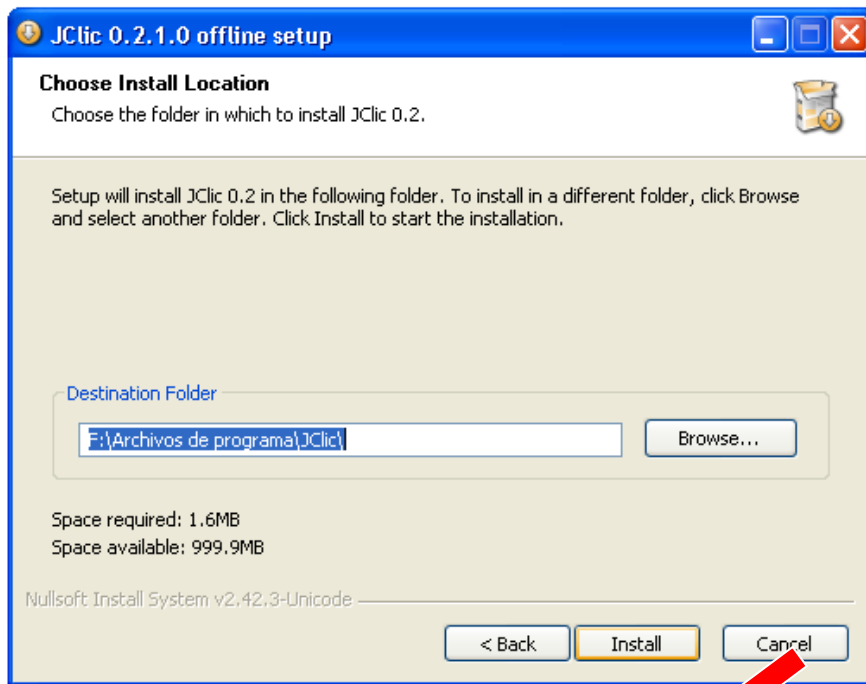 JClic 0.2.1.0 offline setup
Choose Install Location
Choose the folder in which to install JClic 0.2.
Setup will install JClic 0.2 in the following folder. To install in a different folder, click Browse
and select another folder. Click Install to start the installation.
Destination Folder
F:\Archivos de programa\JClic\
Browse...
Space required: 1.6MB
Space available: 999.9MB
Nullsoft Install System v2.42.3-Unicode
< Back Install Cancel